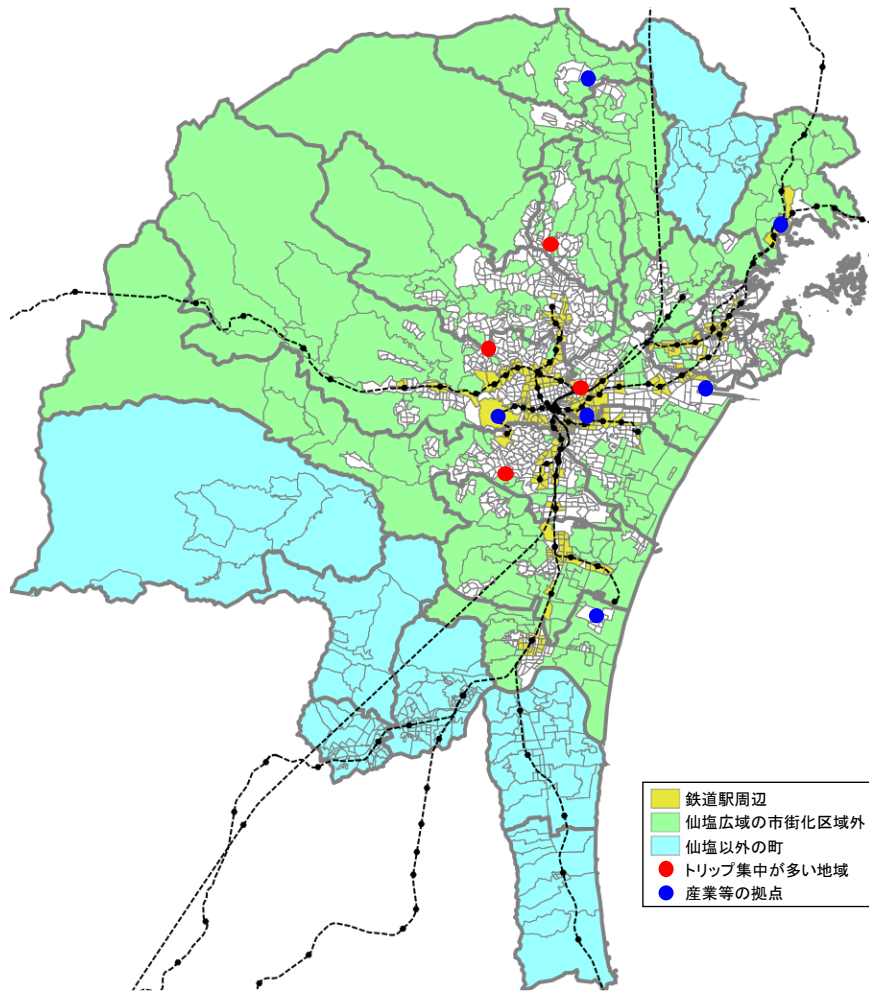 鉄道駅周辺
仙塩広域の市街化区域外
仙塩以外の町
トリップ集中が多い地域
産業等の拠点